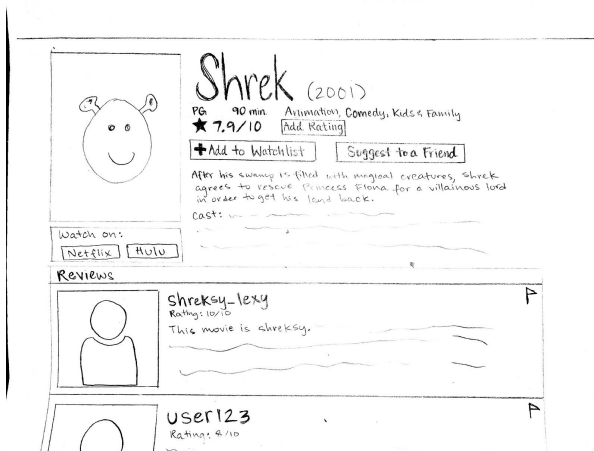 Shrek (2001)
PG 90 min. Animation, Comedy, Kids & Family
★ 7.9/10 Add Rating
+Add to Watchlist Suggest to a Friend
After his swamp is filled with magical creatures, Shrek
agrees to rescue Princess Fiona for a villainous lord
in order to get his land back.
Cast:
Watch on:
Netflix Hulu
Reviews
shreksy_lexy
Rating: 10/10
This movie is shreksy.
user123
Rating: 8/10